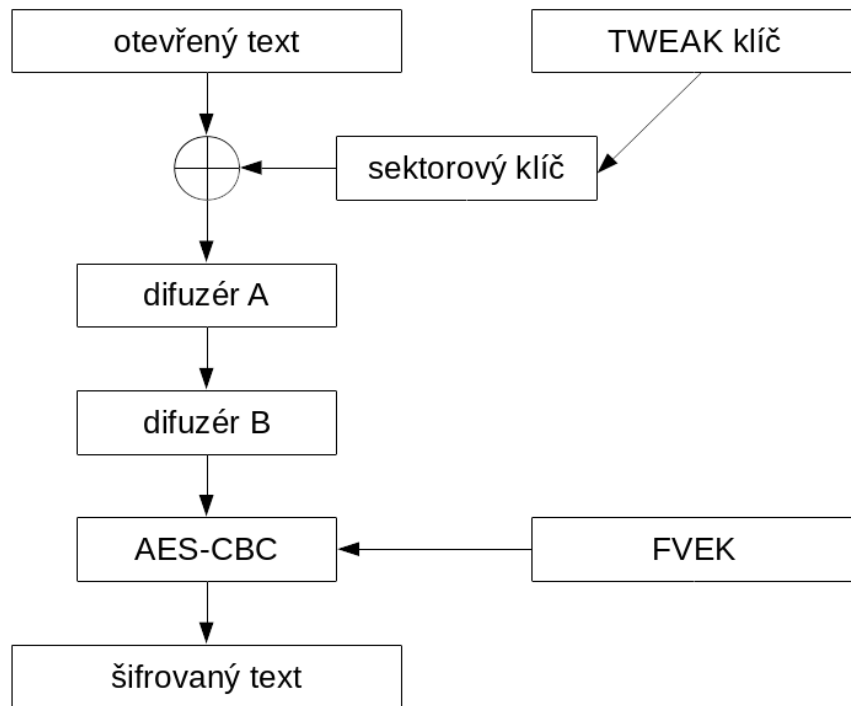 otevřený text
TWEAK klíč
sektorový klíč
difuzér A
difuzér B
AES-CBC
FVEK
šifrovaný text